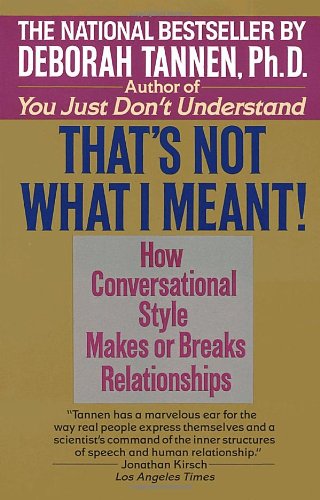 THE NATIONAL BESTSELLER BY
DEBORAH TANNEN, Ph.D.
Author of
You Just Don't Understand
THAT'S NOT
WHAT I MEANT!
How
Conversational
Style
Makes or Breaks
Relationships
"Tannen has a marvelous ear for the
way real people express themselves and a
scientist's command of the inner structures
of speech and human relationship."
—Jonathan Kirsch
Los Angeles Times